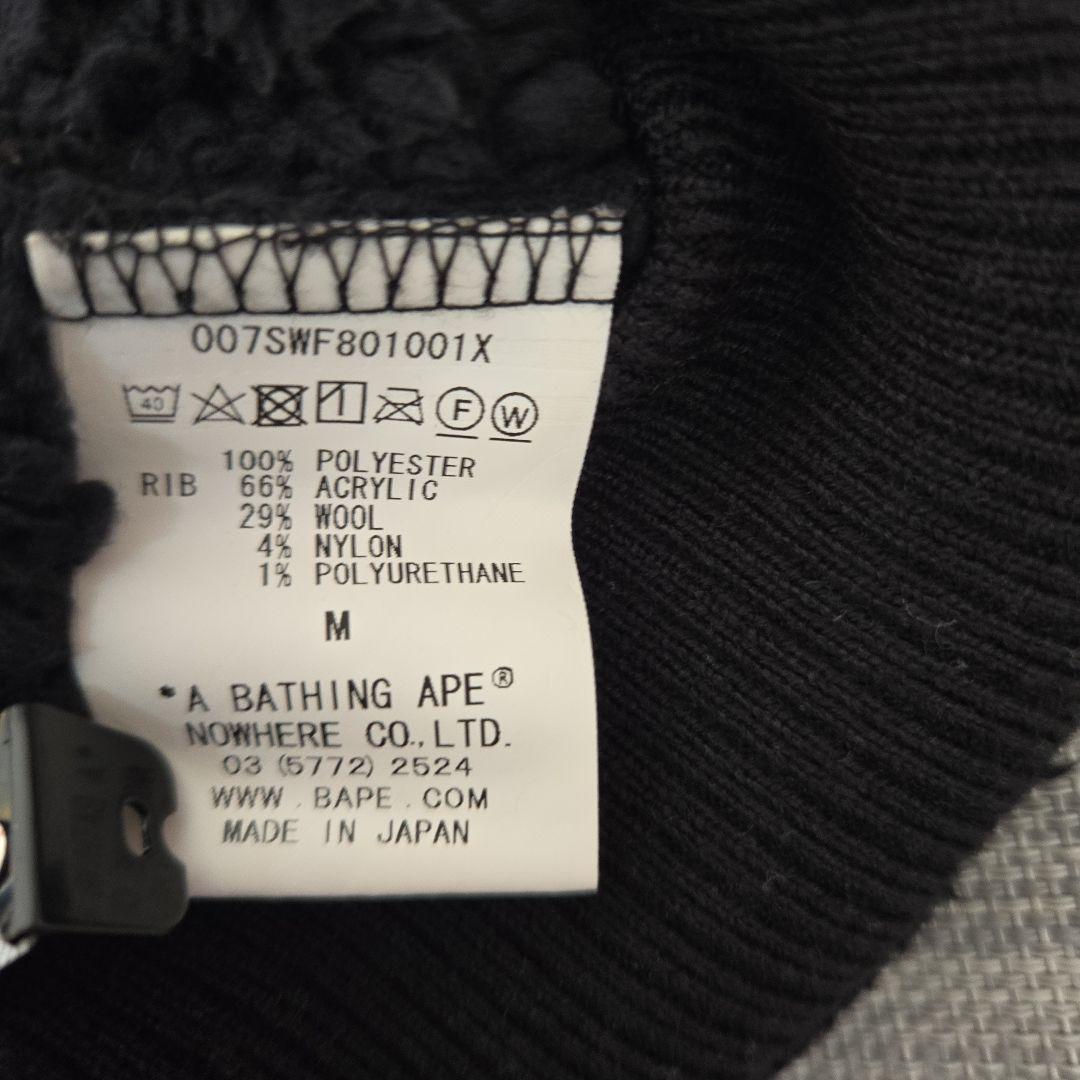 007SWF801001X
40 F W
100% POLYESTER
RIB 66% ACRYLIC
29% WOOL
4% NYLON
1% POLYURETHANE
M
*A BATHING APE®
NOWHERE CO.,LTD.
03 (5772) 2524
WWW.BAPE.COM
MADE IN JAPAN